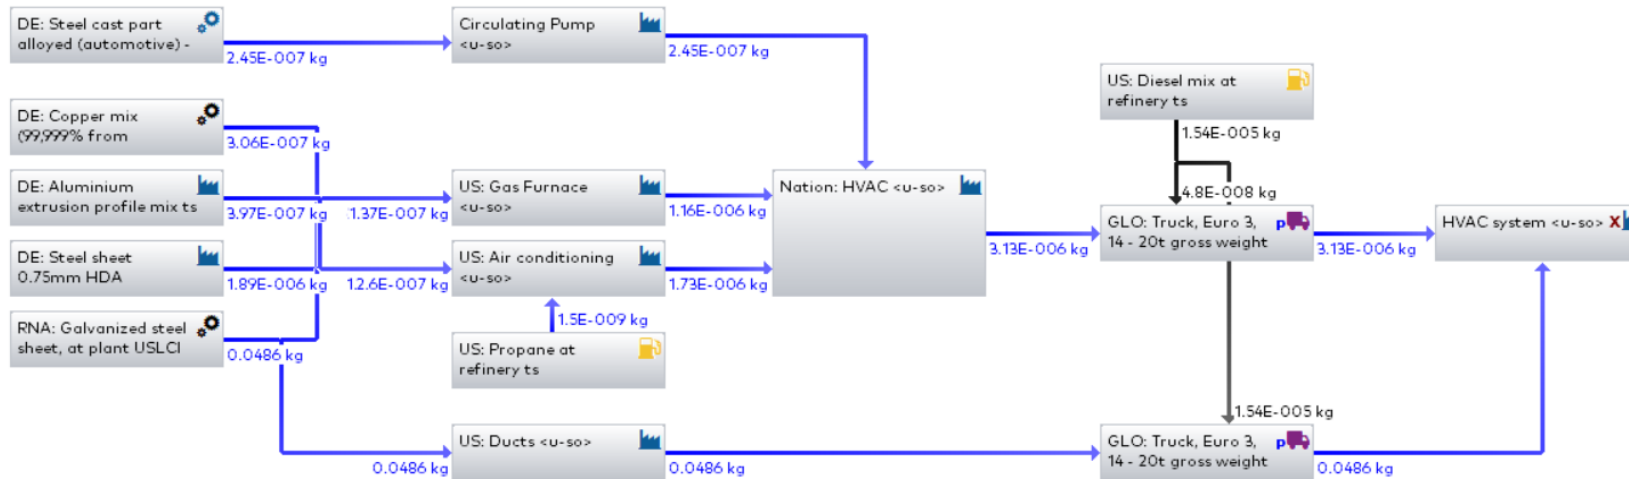 DE: Steel cast part
alloyed (automotive) -
2.45E-007 kg
Circulating Pump
<u-so>
2.45E-007 kg
US: Diesel mix at
refinery ts
1.54E-005 kg
DE: Copper mix
(99,999% from
3.06E-007 kg
DE: Aluminium
extrusion profile mix ts
3.97E-007 kg
1.37E-007 kg
US: Gas Furnace
<u-so>
1.16E-006 kg
Nation: HVAC <u-so>
3.13E-006 kg
4.8E-008 kg
GLO: Truck, Euro 3,
14 - 20t gross weight
p
3.13E-006 kg
HVAC system <u-so> X
DE: Steel sheet
0.75mm HDA
1.89E-006 kg
12.6E-007 kg
US: Air conditioning
<u-so>
1.73E-006 kg
1.5E-009 kg
RNA: Galvanized steel
sheet, at plant USLCI
0.0486 kg
US: Propane at
refinery ts
0.0486 kg
US: Ducts <u-so>
0.0486 kg
1.54E-005 kg
GLO: Truck, Euro 3,
14 - 20t gross weight
p
0.0486 kg